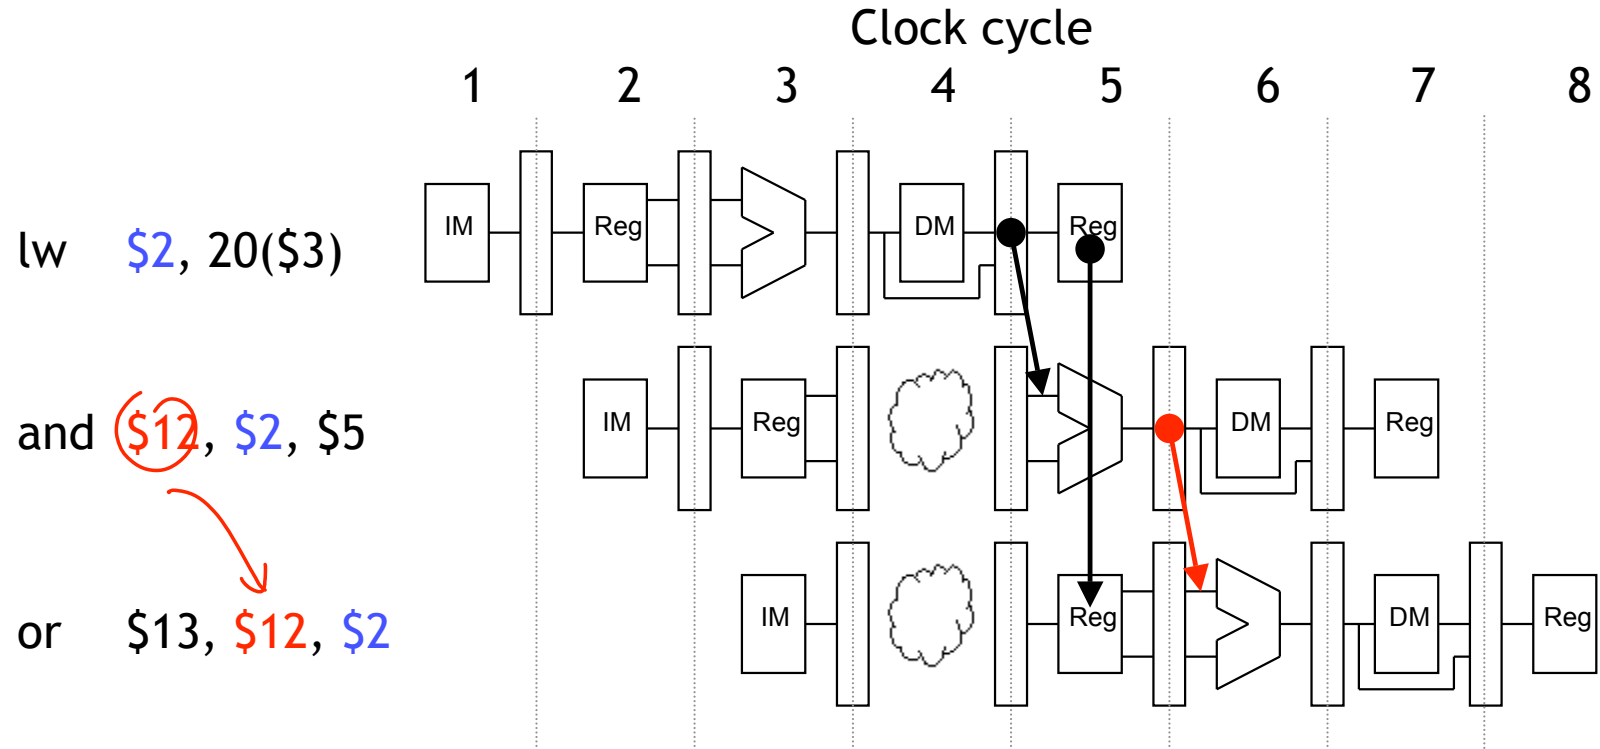 Clock cycle
1 2 3 4 5 6 7 8
IM Reg DM Reg
lw $2, 20($3)
IM Reg DM Reg
and $12, $2, $5
IM Reg DM Reg
or $13, $12, $2